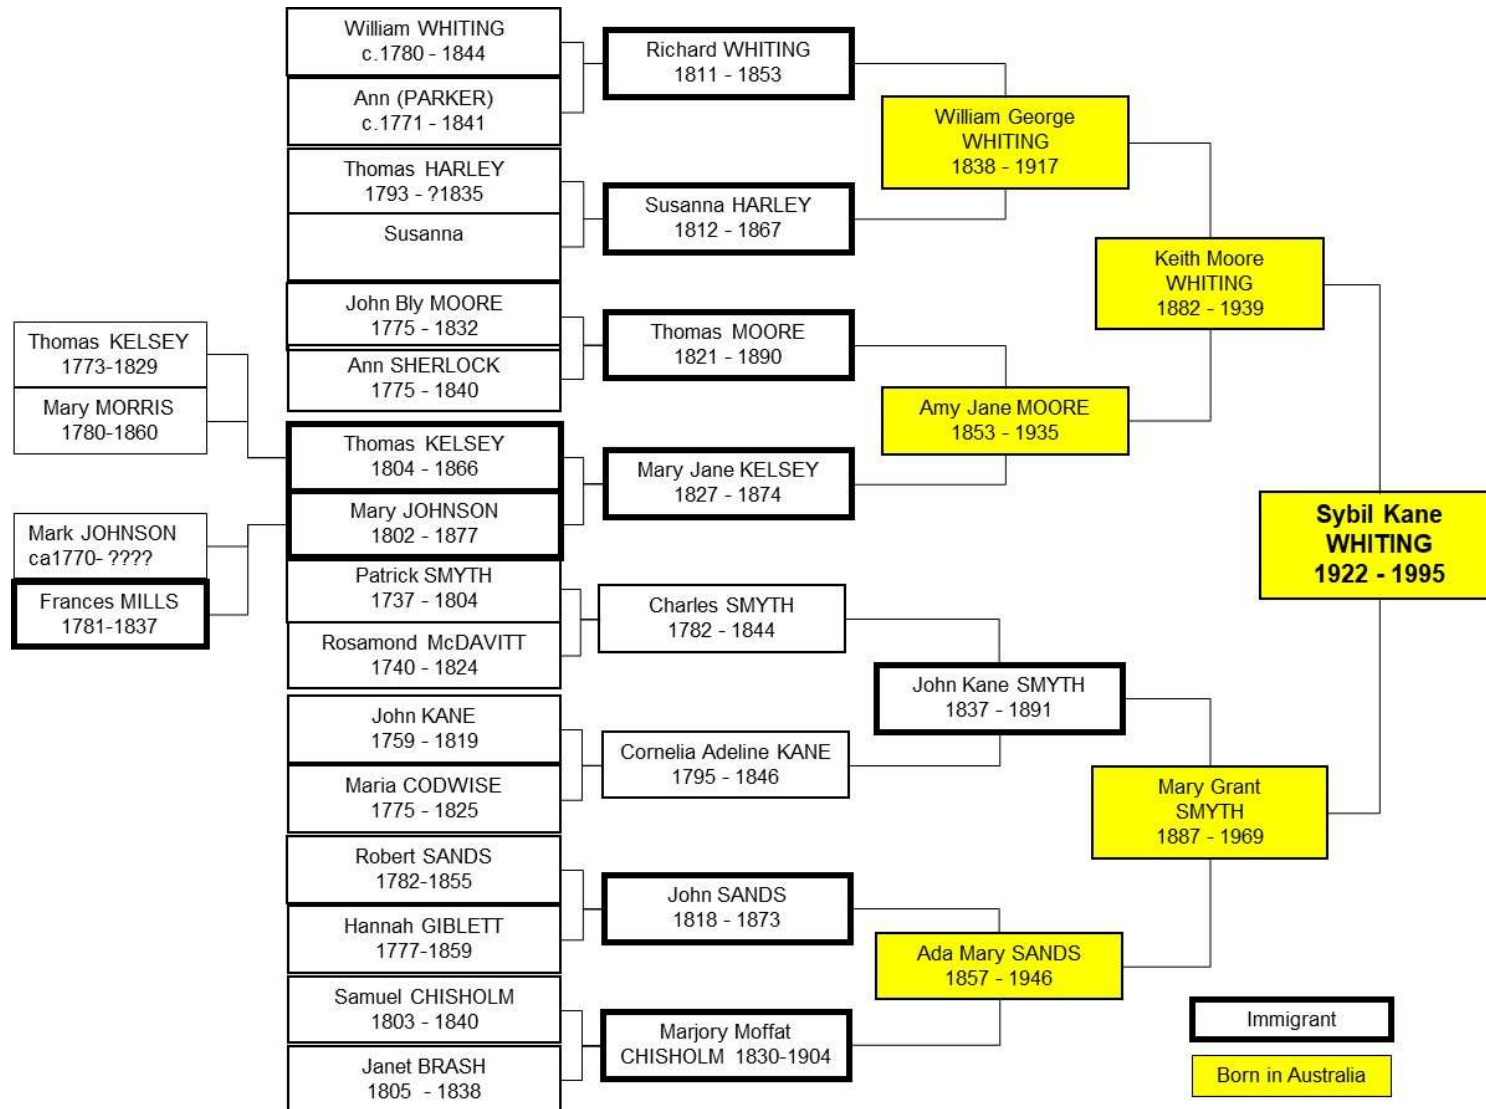 Thomas KELSEY
1773-1829
Mary MORRIS
1780-1860
Mark JOHNSON
ca1770- ????
Frances MILLS
1781-1837
William WHITING
c.1780 - 1844
Ann (PARKER)
c.1771 - 1841
Thomas HARLEY
1793 - ?1835
Susanna
John Bly MOORE
1775 - 1832
Ann SHERLOCK
1775 - 1840
Thomas KELSEY
1804 - 1866
Mary JOHNSON
1802 - 1877
Patrick SMYTH
1737 - 1804
Rosamond McDAVITT
1740 - 1824
John KANE
1759 - 1819
Maria CODWISE
1775 - 1825
Robert SANDS
1782-1855
Hannah GIBLETT
1777-1859
Samuel CHISHOLM
1803 - 1840
Janet BRASH
1805 - 1838
Richard WHITING
1811 - 1853
Susanna HARLEY
1812 - 1867
Thomas MOORE
1821 - 1890
Mary Jane KELSEY
1827 - 1874
Charles SMYTH
1782 - 1844
Cornelia Adeline KANE
1795 - 1846
John SANDS
1818 - 1873
Marjory Moffat
CHISHOLM 1830-1904
William George
WHITING
1838 - 1917
Amy Jane MOORE
1853 - 1935
John Kane SMYTH
1837 - 1891
Ada Mary SANDS
1857 - 1946
Keith Moore
WHITING
1882 - 1939
Mary Grant
SMYTH
1887 - 1969
Sybil Kane
WHITING
1922 - 1995
Immigrant
Born in Australia